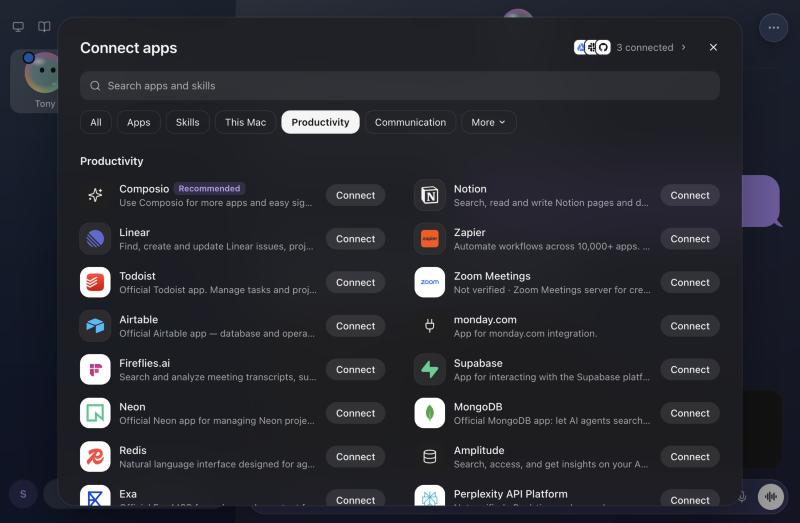 Connect apps
3 connected
Search apps and skills
All
Apps
Skills
This Mac
Productivity
Communication
More
Tony
Productivity
Composio Recommended
Use Composio for more apps and easy sig...
Connect
Notion
Search, read and write Notion pages and d...
Connect
Linear
Find, create and update Linear issues, proj...
Connect
zapier
Zapier
Automate workflows across 10,000+ apps. ...
Connect
Todoist
Official Todoist app. Manage tasks and proj...
Connect
zoom
Zoom Meetings
Not verified · Zoom Meetings server for cre...
Connect
Airtable
Official Airtable app — database and opera...
Connect
monday.com
App for monday.com integration.
Connect
Fireflies.ai
Search and analyze meeting transcripts, su...
Connect
Supabase
App for interacting with the Supabase platf...
Connect
Neon
Official Neon app for managing Neon proje...
Connect
MongoDB
Official MongoDB app: let AI agents search...
Connect
Redis
Natural language interface designed for ag...
Connect
Amplitude
Search, access, and get insights on your A...
Connect
Exa
Connect
Perplexity API Platform
Connect
S